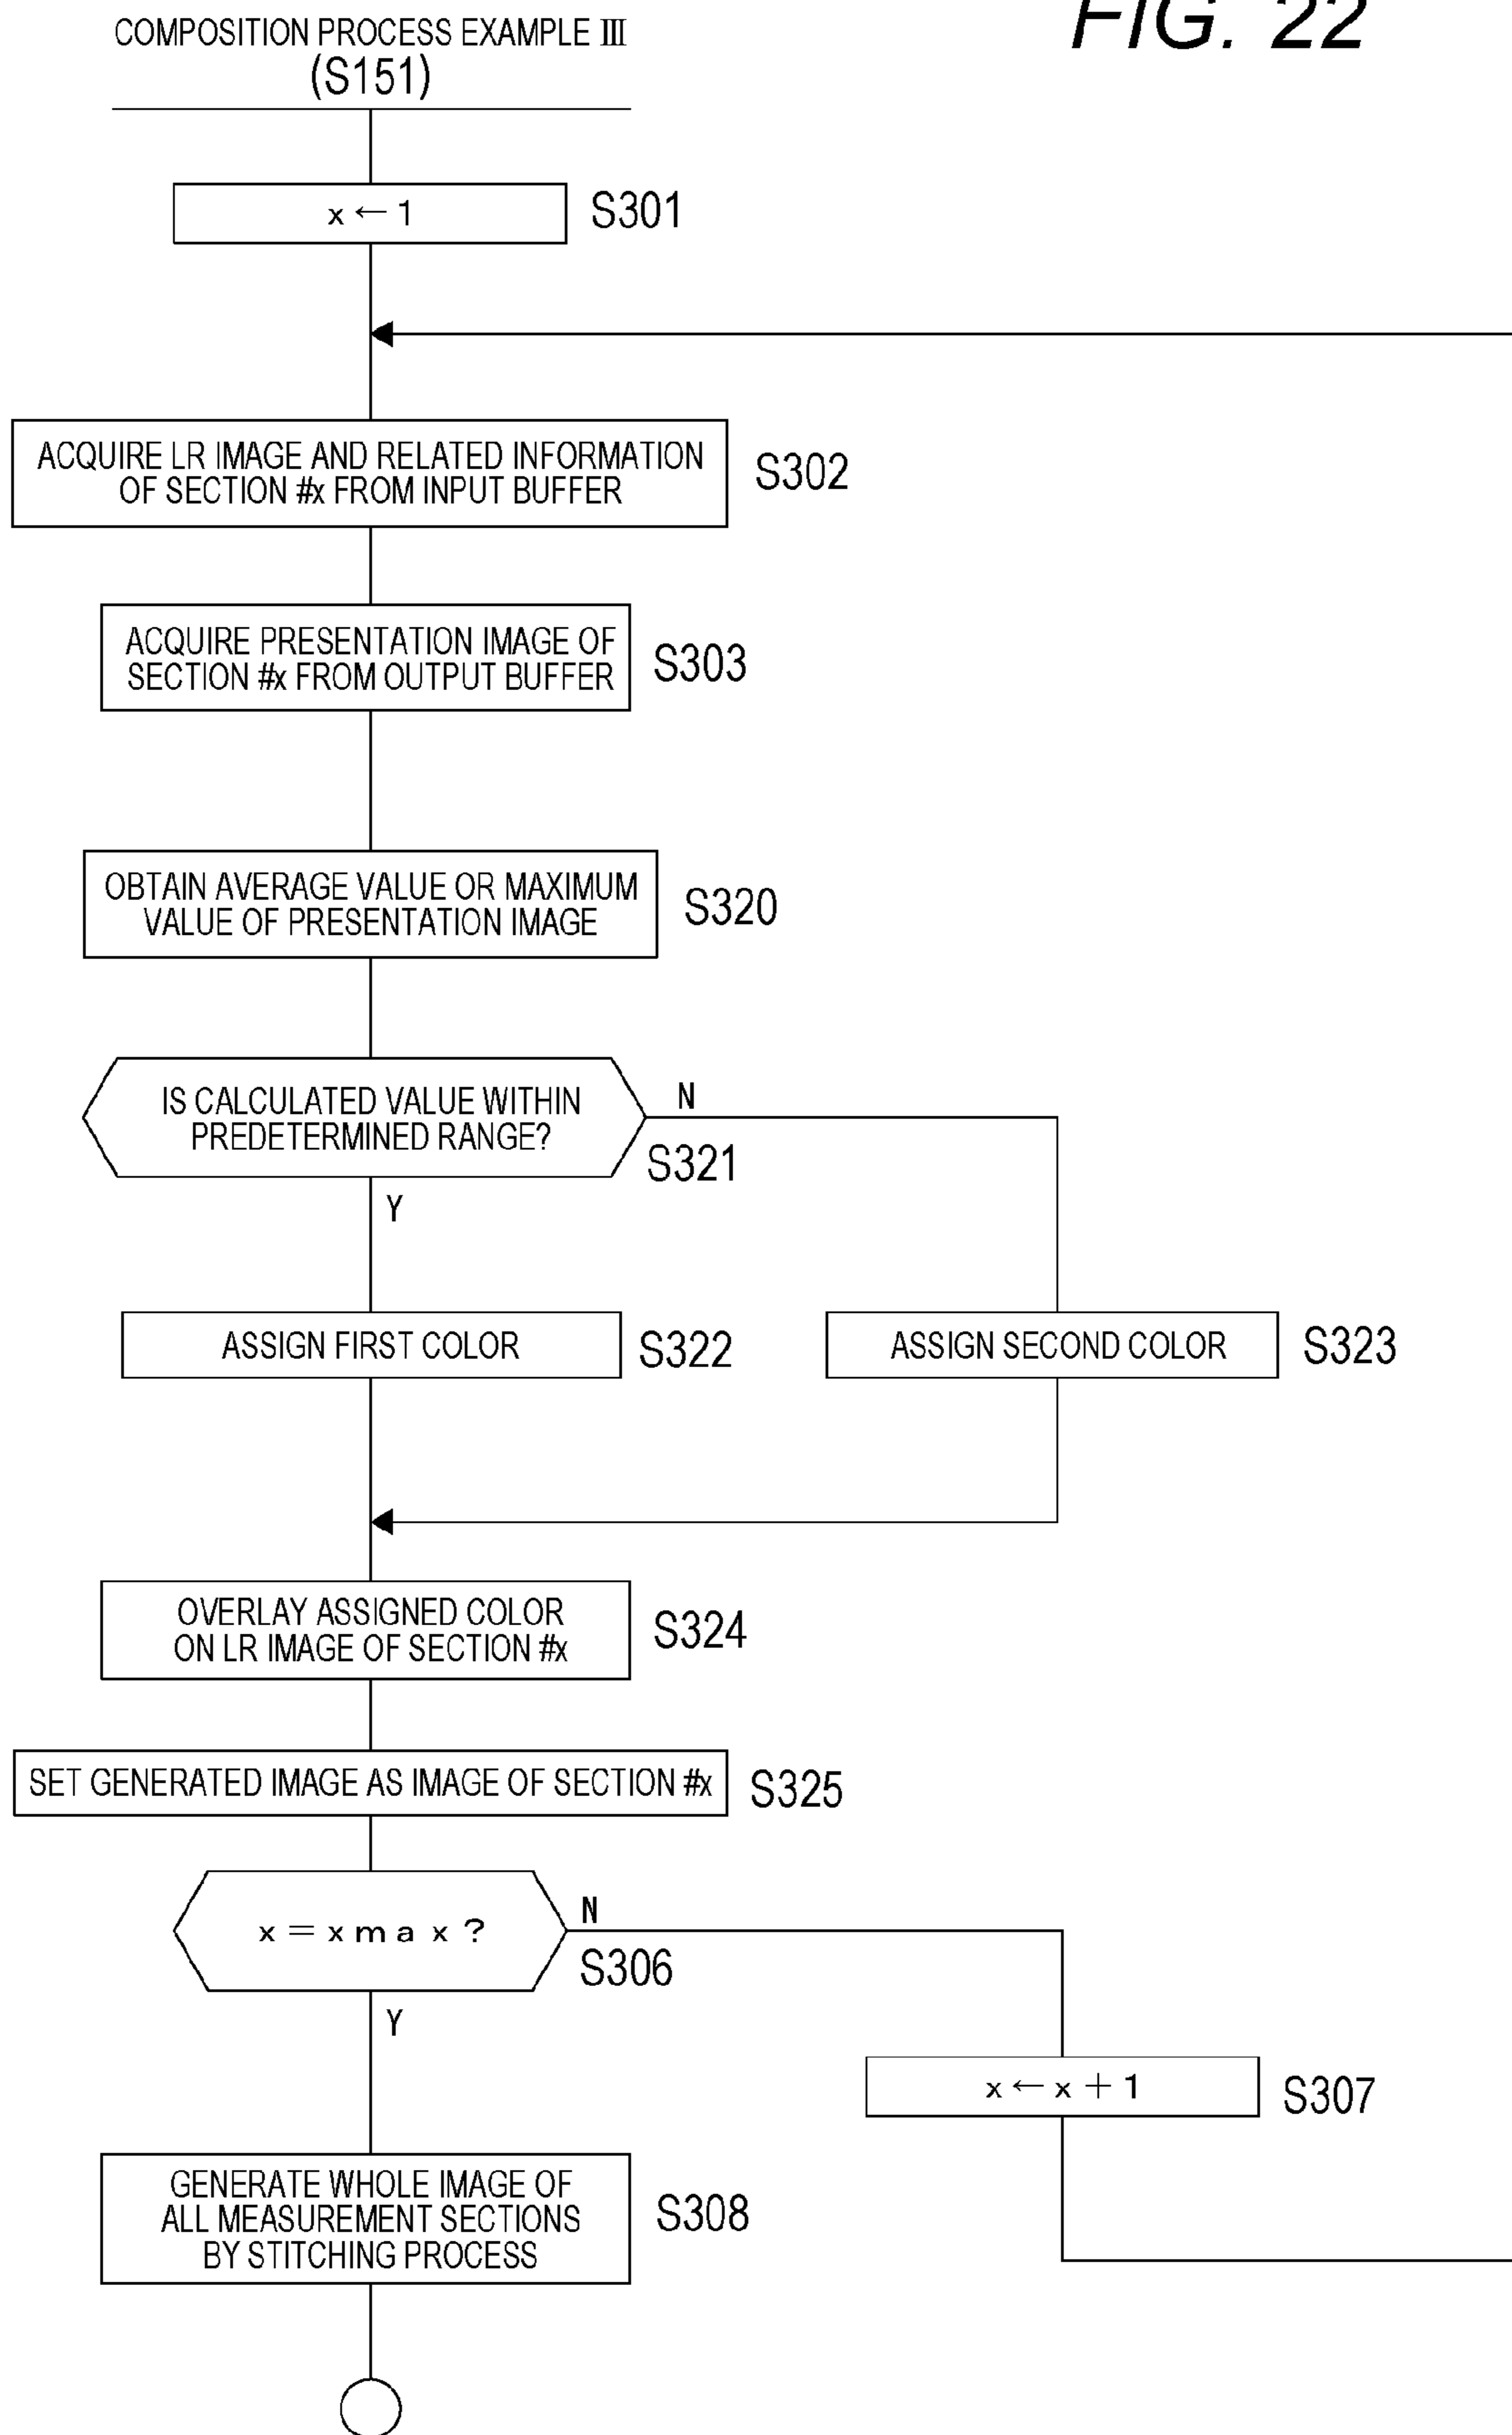 FIG. 22
COMPOSITION PROCESS EXAMPLE III
(S151)
x ← 1
S301
ACQUIRE LR IMAGE AND RELATED INFORMATION
OF SECTION #x FROM INPUT BUFFER
S302
ACQUIRE PRESENTATION IMAGE OF
SECTION #x FROM OUTPUT BUFFER
S303
OBTAIN AVERAGE VALUE OR MAXIMUM
VALUE OF PRESENTATION IMAGE
S320
IS CALCULATED VALUE WITHIN
PREDETERMINED RANGE?
N
S321
Y
ASSIGN FIRST COLOR
S322
ASSIGN SECOND COLOR
S323
OVERLAY ASSIGNED COLOR
ON LR IMAGE OF SECTION #x
S324
SET GENERATED IMAGE AS IMAGE OF SECTION #x
S325
x = x m a x ?
N
S306
Y
x ← x + 1
S307
GENERATE WHOLE IMAGE OF
ALL MEASUREMENT SECTIONS
BY STITCHING PROCESS
S308